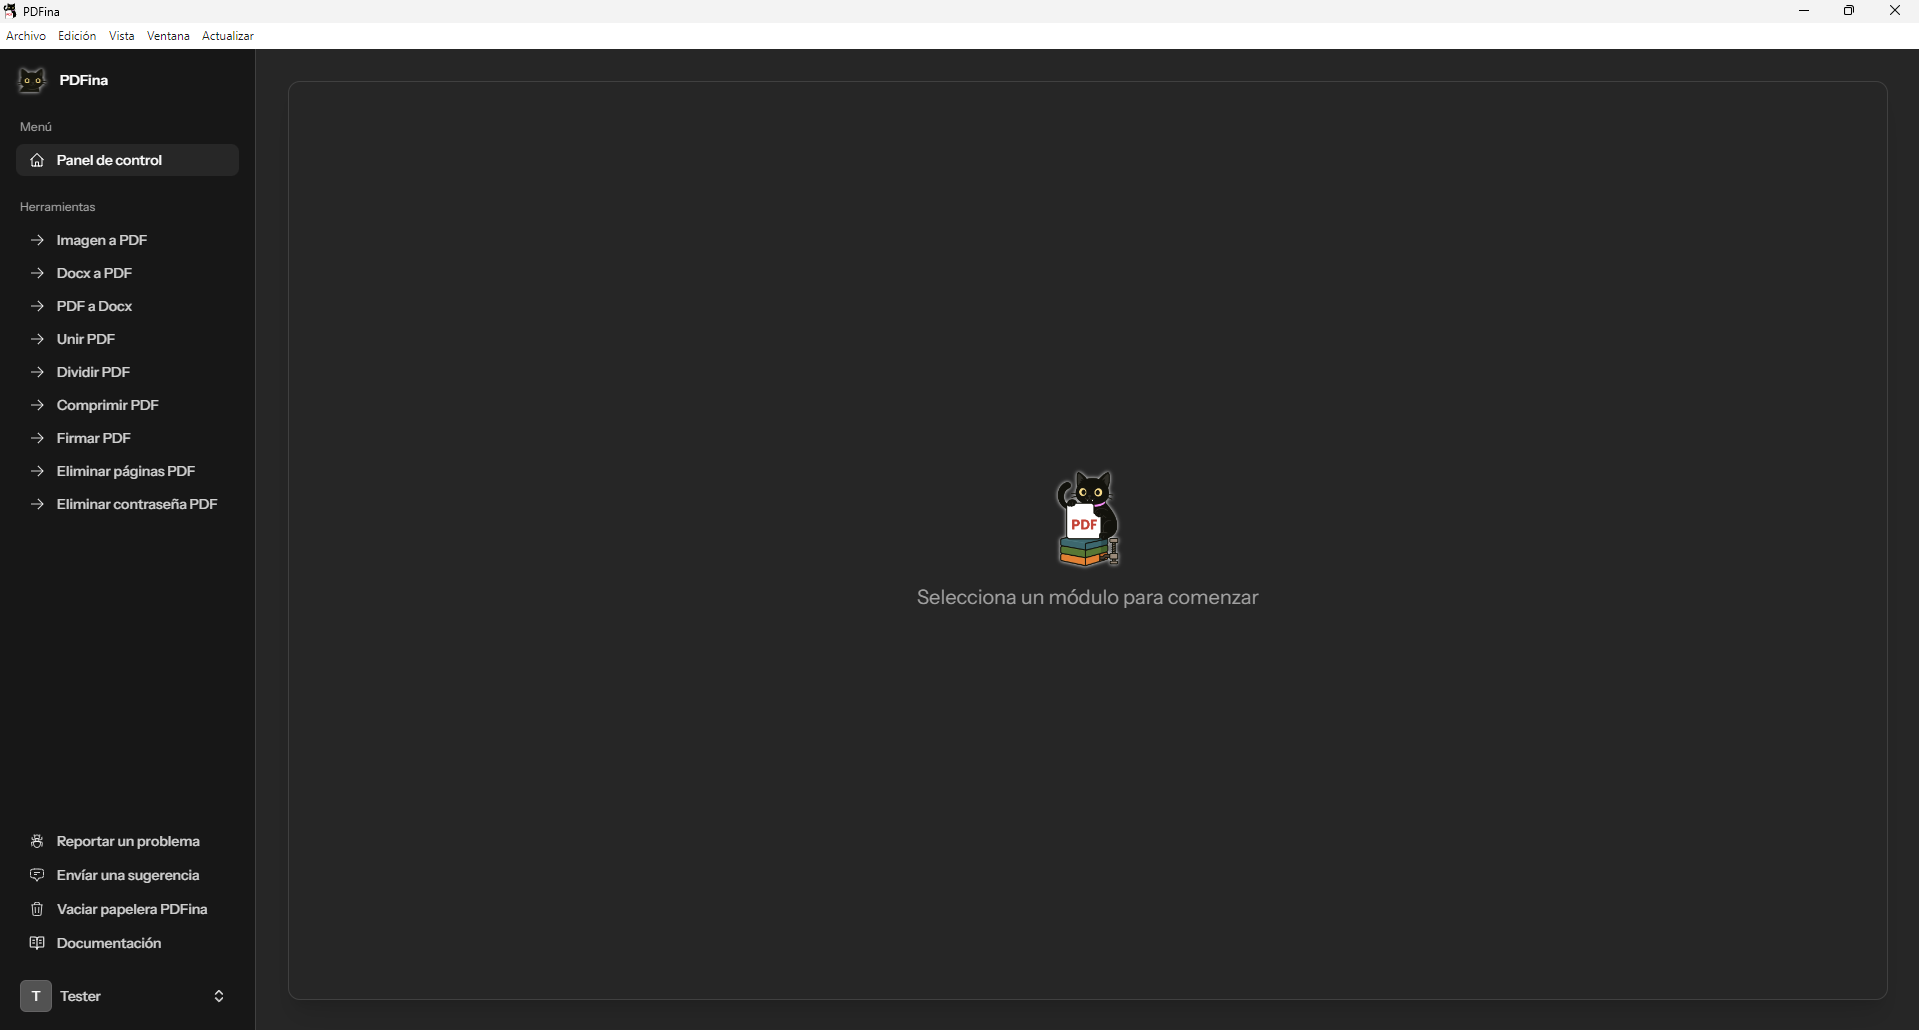 PDFina
Archivo Edición Vista Ventana Actualizar
PDFina
Menú
Panel de control
Herramientas
Imagen a PDF
Docx a PDF
PDF a Docx
Unir PDF
Dividir PDF
Comprimir PDF
Firmar PDF
Eliminar páginas PDF
Eliminar contraseña PDF
PDF
Selecciona un módulo para comenzar
Reportar un problema
Envíar una sugerencia
Vaciar papelera PDFina
Documentación
T Tester